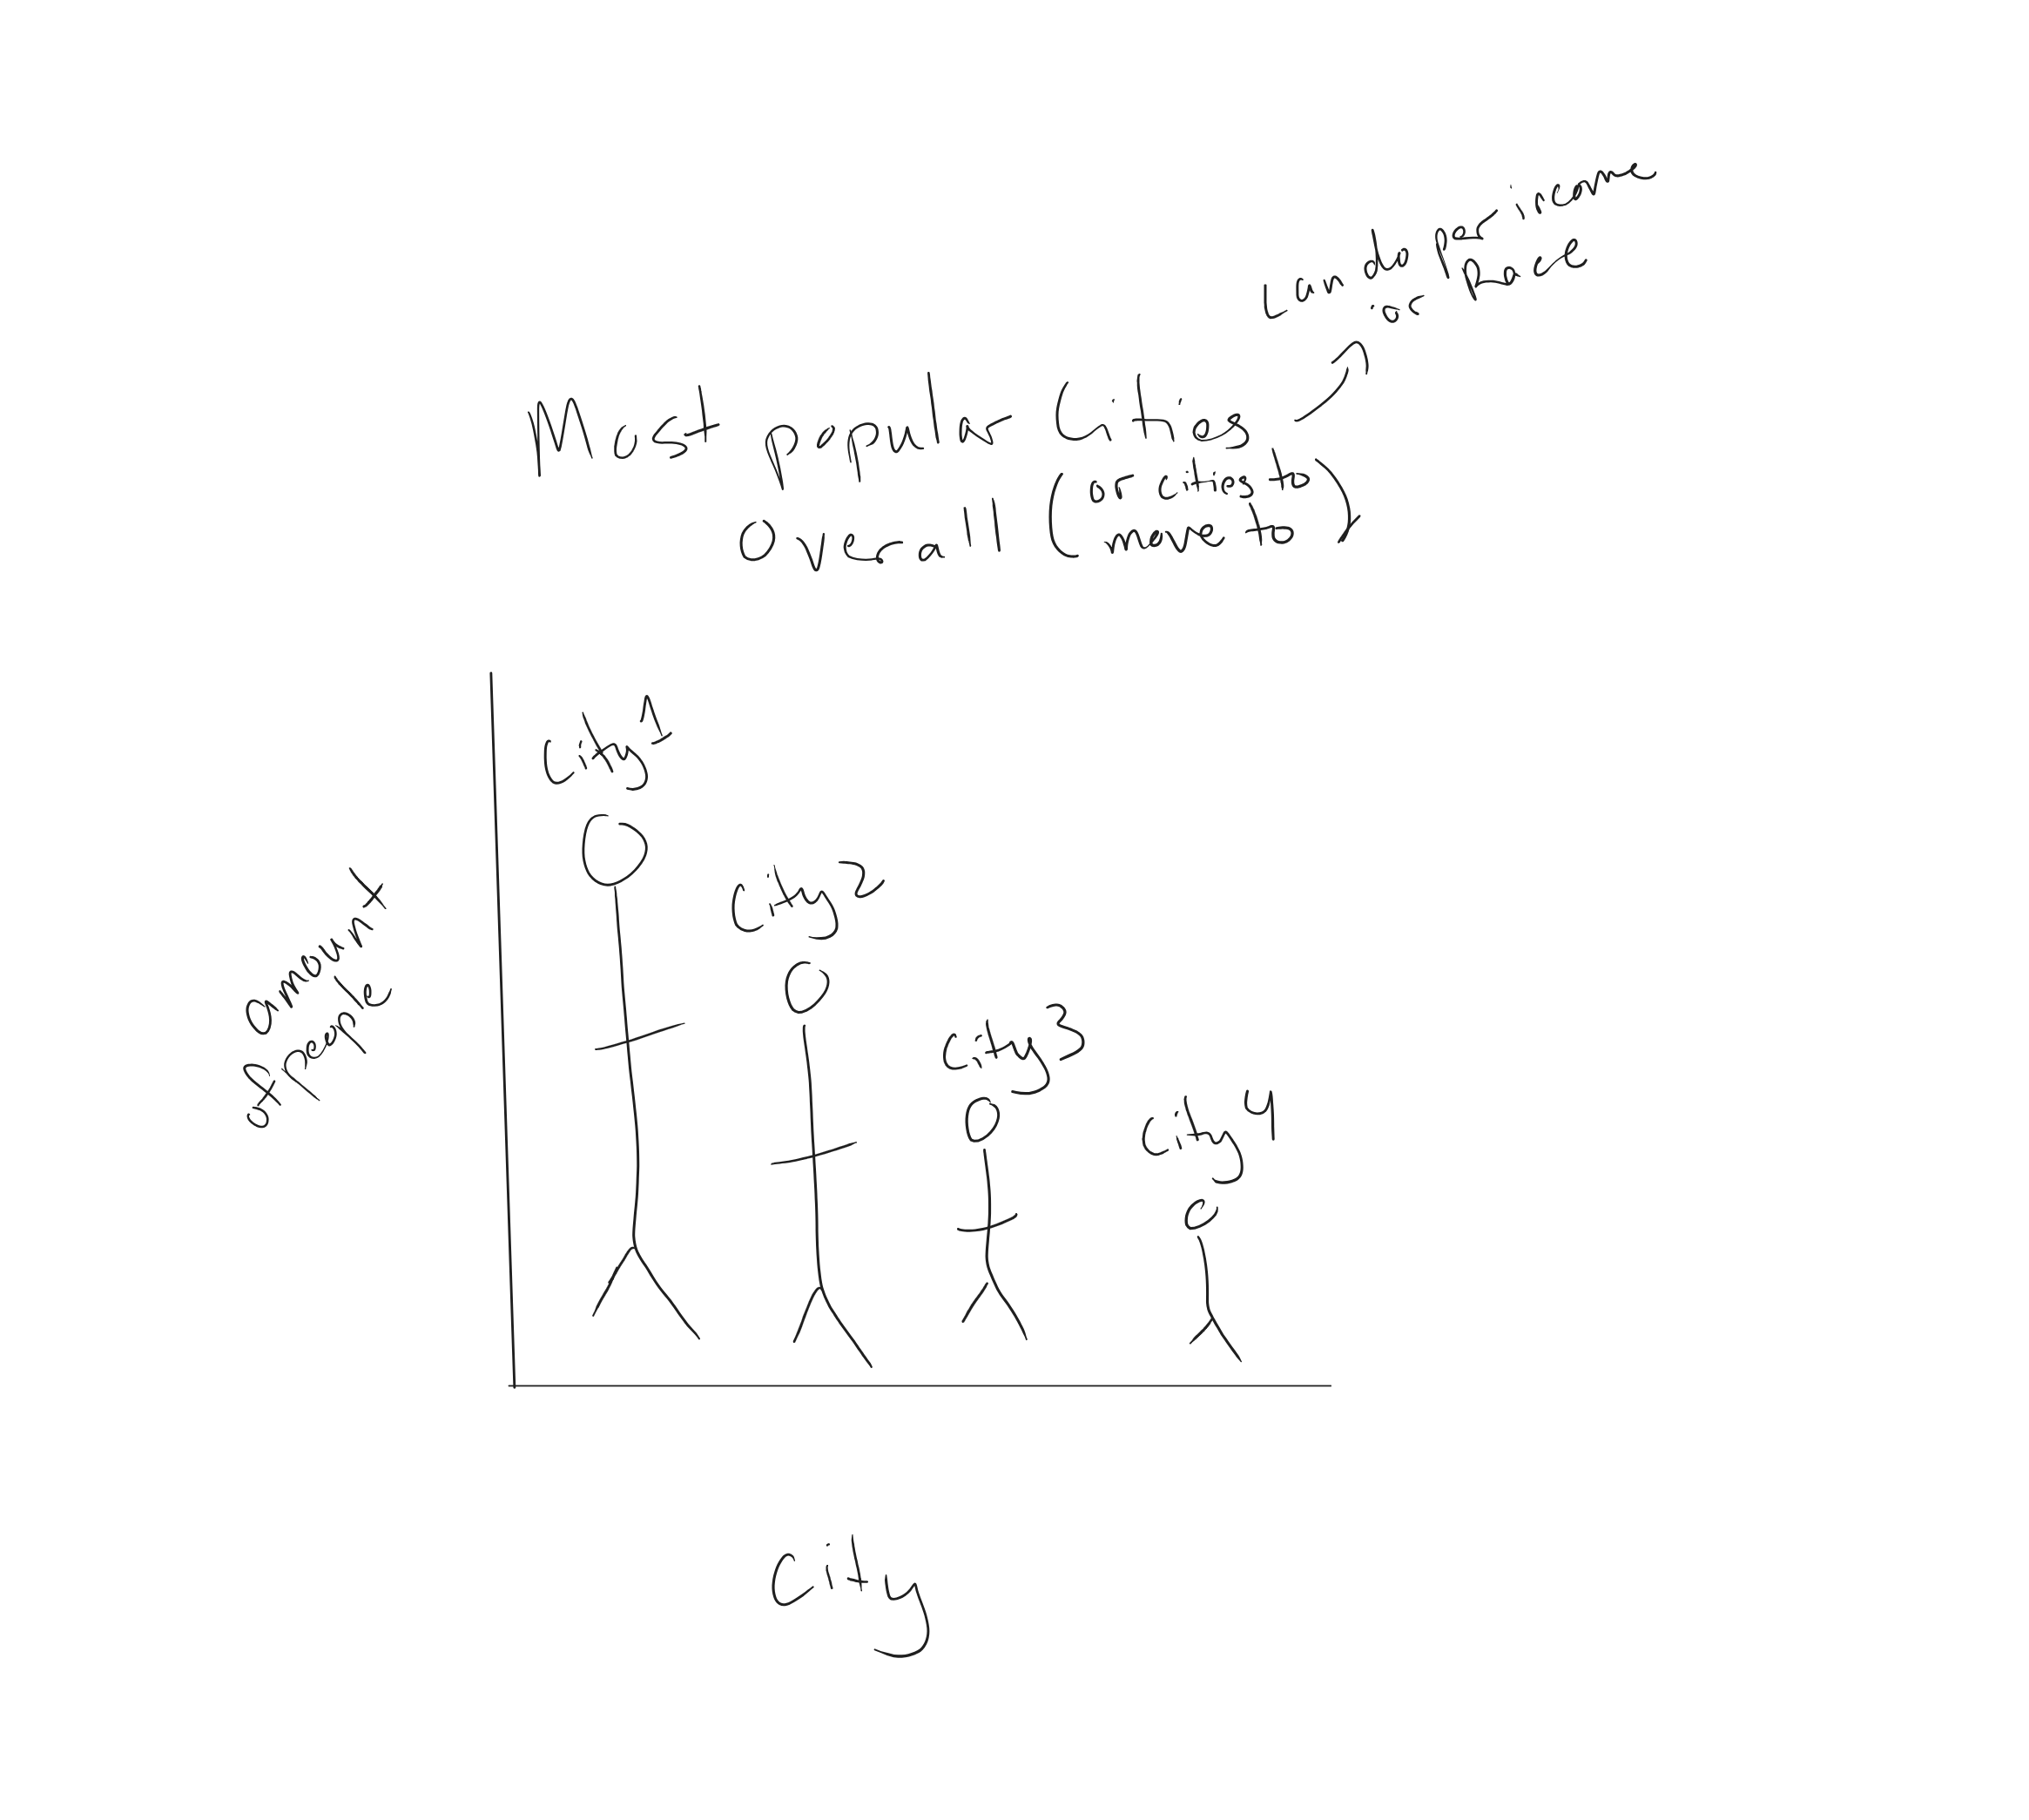 Can do per income
or Race
Most popular Cities
Overall (or cities to
move to)
City 1
City 2
City 3
City 4
amount
of people
City